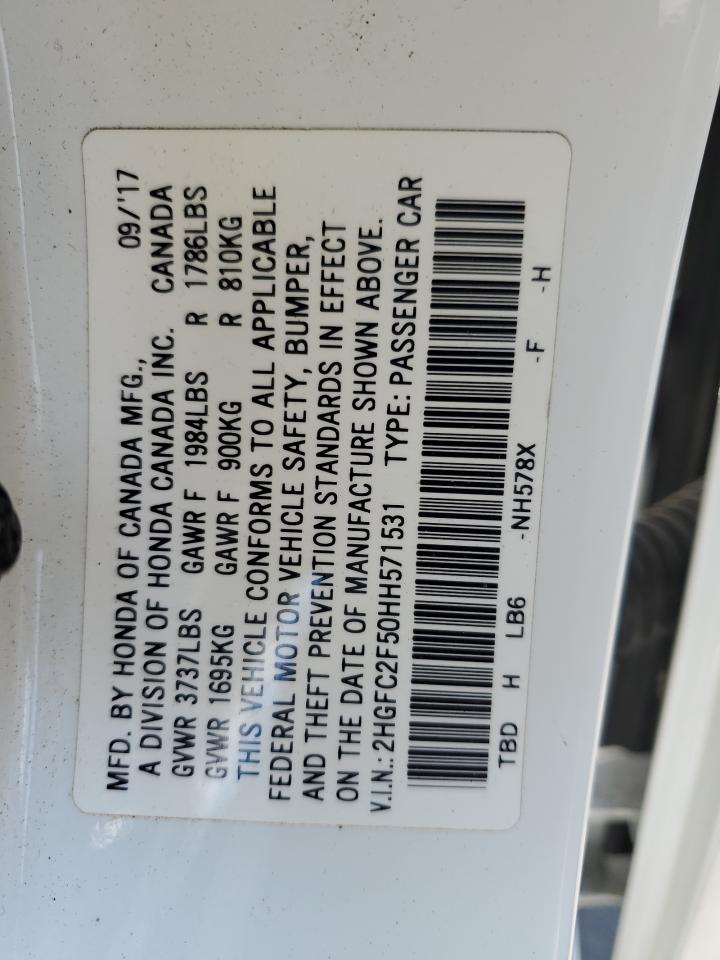 MFD. BY HONDA OF CANADA MFG., 09/'17
A DIVISION OF HONDA CANADA INC. CANADA
GVWR 3737LBS GAWR F 1984LBS R 1786LBS
GVWR 1695KG GAWR F 900KG R 810KG
THIS VEHICLE CONFORMS TO ALL APPLICABLE
FEDERAL MOTOR VEHICLE SAFETY, BUMPER,
AND THEFT PREVENTION STANDARDS IN EFFECT
ON THE DATE OF MANUFACTURE SHOWN ABOVE.
V.I.N.: 2HGFC2F50HH571531 TYPE: PASSENGER CAR
TBD H LB6 -NH578X -F -H